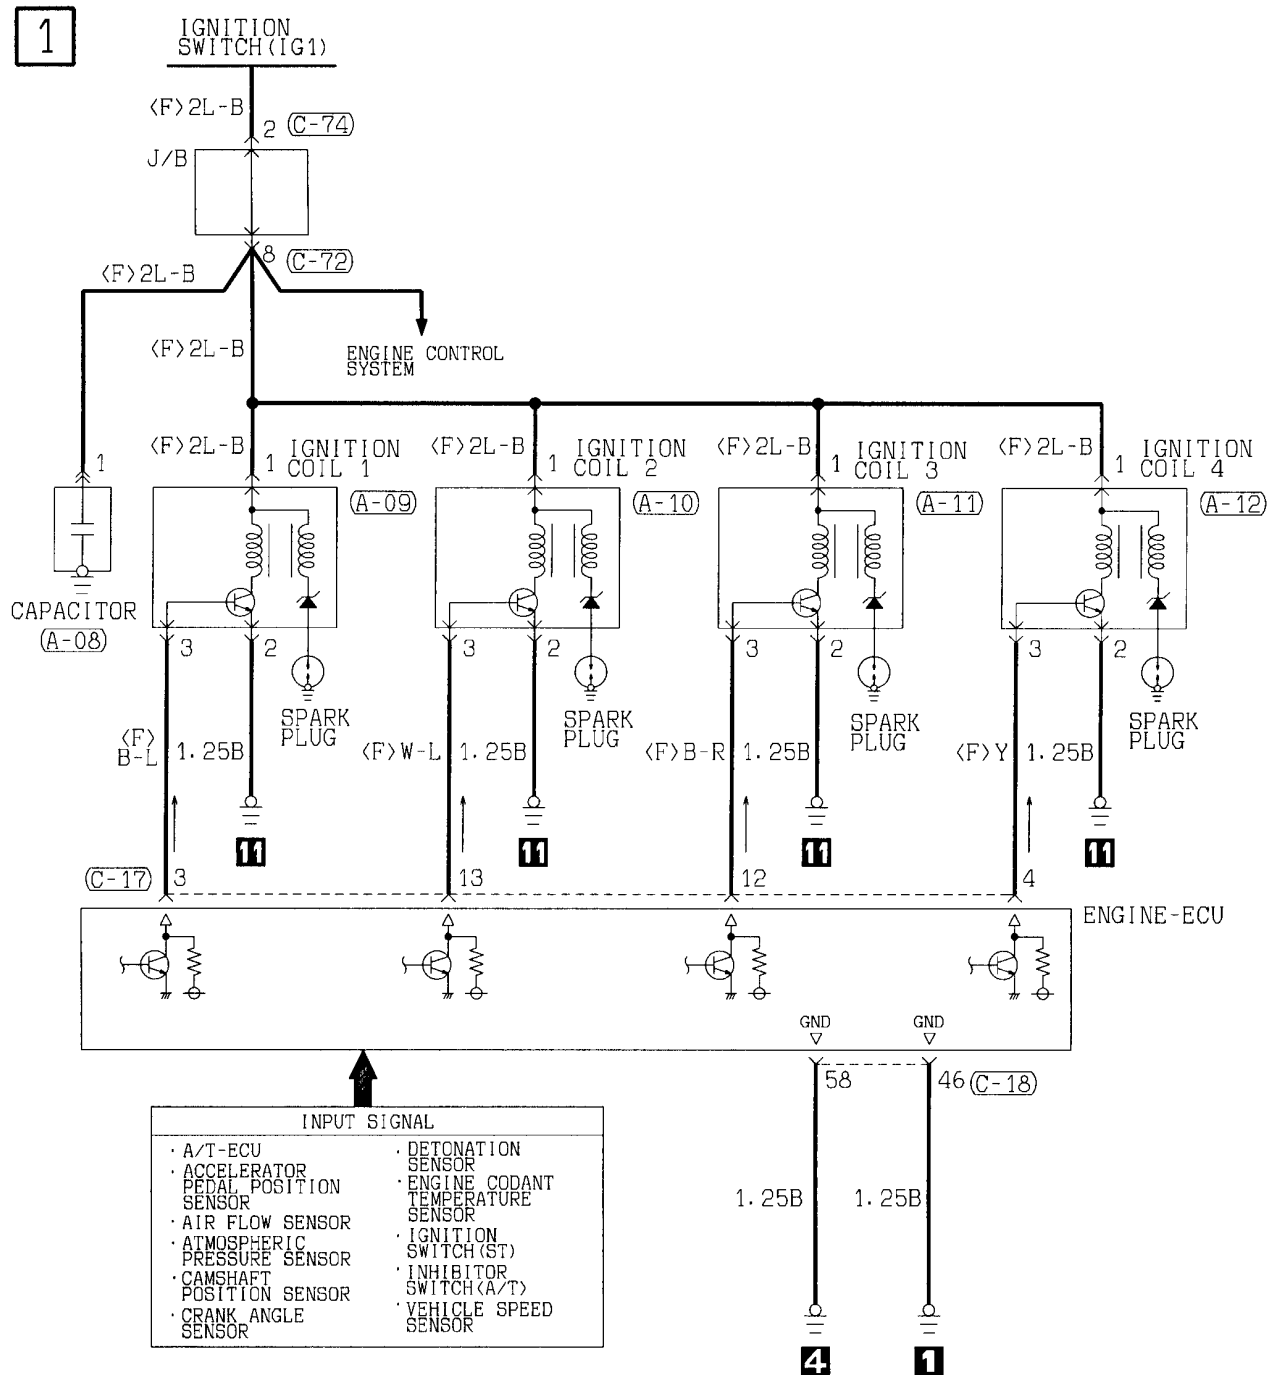 1
IGNITION
SWITCH(IG1)
<F>2L-B
2 (C-74)
J/B
8 (C-72)
<F>2L-B
<F>2L-B
ENGINE CONTROL
SYSTEM
1
CAPACITOR
(A-08)
<F>2L-B
1
IGNITION
COIL 1
(A-09)
<F>2L-B
1
IGNITION
COIL 2
(A-10)
<F>2L-B
1
IGNITION
COIL 3
(A-11)
<F>2L-B
1
IGNITION
COIL 4
(A-12)
3 2
3 2
3 2
3 2
SPARK
PLUG
SPARK
PLUG
SPARK
PLUG
SPARK
PLUG
<F>
B-L
1.25B
<F>W-L
1.25B
<F>B-R
1.25B
<F>Y
1.25B
11
11
11
11
(C-17) 3
13
12
4
ENGINE-ECU
GND
GND
58
46 (C-18)
INPUT SIGNAL
· A/T-ECU
· ACCELERATOR
PEDAL POSITION
SENSOR
· AIR FLOW SENSOR
· ATMOSPHERIC
PRESSURE SENSOR
· CAMSHAFT
POSITION SENSOR
· CRANK ANGLE
SENSOR
· DETONATION
SENSOR
· ENGINE CODANT
TEMPERATURE
SENSOR
· IGNITION
SWITCH(ST)
· INHIBITOR
SWITCH<A/T>
· VEHICLE SPEED
SENSOR
1.25B
1.25B
4
1